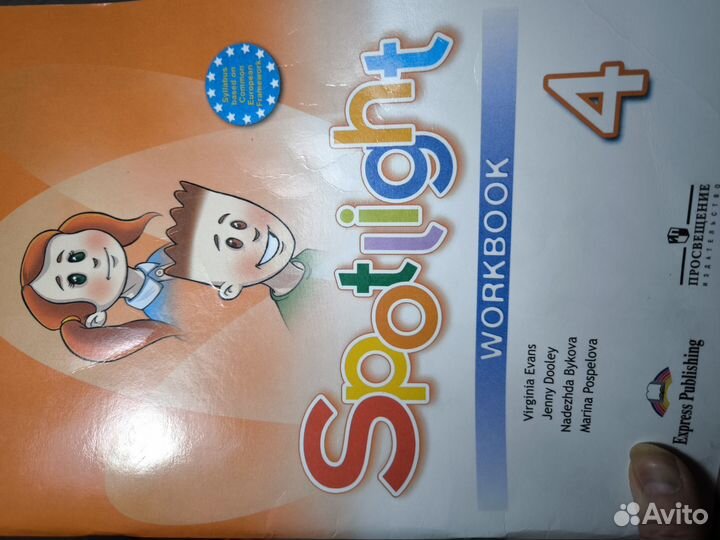 Syllabus
based on
Common
European
Framework
Spotlight
4
WORKBOOK
Virginia Evans
Jenny Dooley
Nadezhda Bykova
Marina Pospelova
Express Publishing
ПРОСВЕЩЕНИЕ
ИЗДАТЕЛЬСТВО
Avito